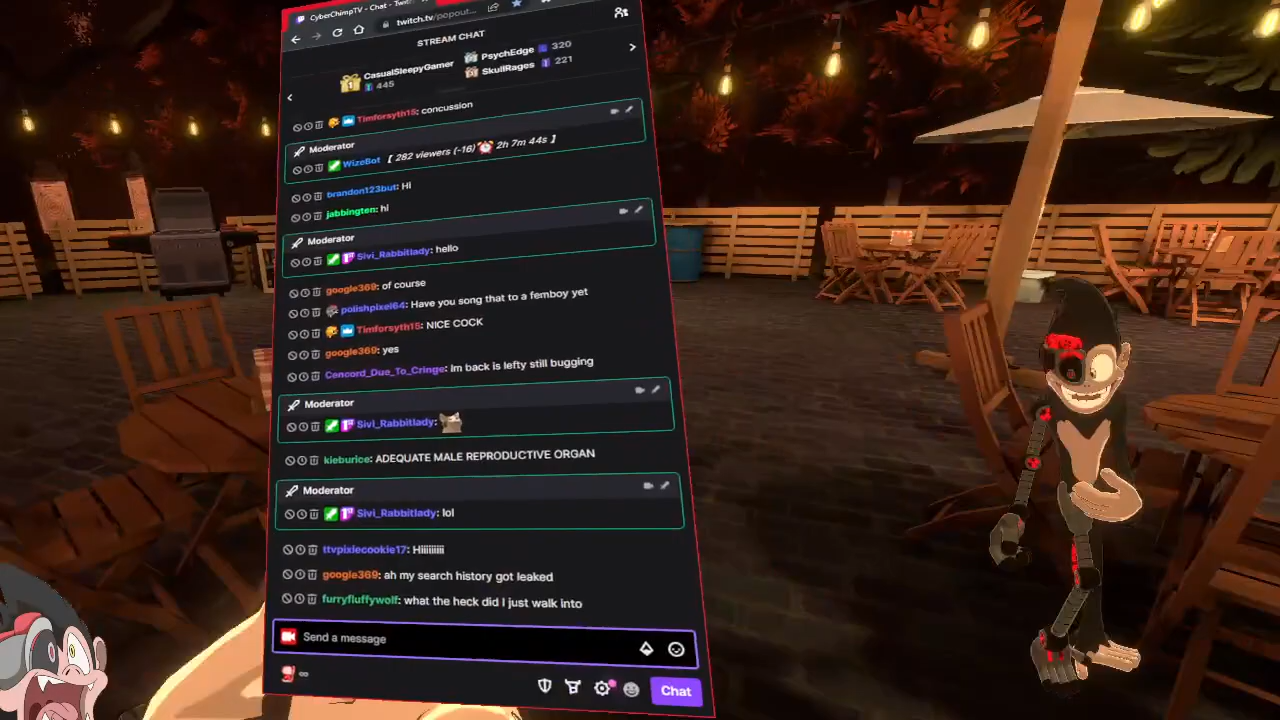 CyberChimpTV - Chat - Twitch
twitch.tv/popout...
STREAM CHAT
CasualSleepyGamer
445
PsychEdge 320
SkullRages 221
Timforsyth15: concussion
Moderator
WizeBot [ 282 viewers (-16) 2h 7m 44s ]
brandon123but: Hi
jabbingten: hi
Moderator
Sivi_Rabbitlady: hello
google369: of course
polishpixel64: Have you song that to a femboy yet
Timforsyth15: NICE COCK
google369: yes
Cencord_Due_To_Cringe: Im back is lefty still bugging
Moderator
Sivi_Rabbitlady:
kieburice: ADEQUATE MALE REPRODUCTIVE ORGAN
Moderator
Sivi_Rabbitlady: lol
ttvpixiecookie17: Hiiiiiiiii
google369: ah my search history got leaked
furryfluffywolf: what the heck did I just walk into
Send a message
∞
Chat